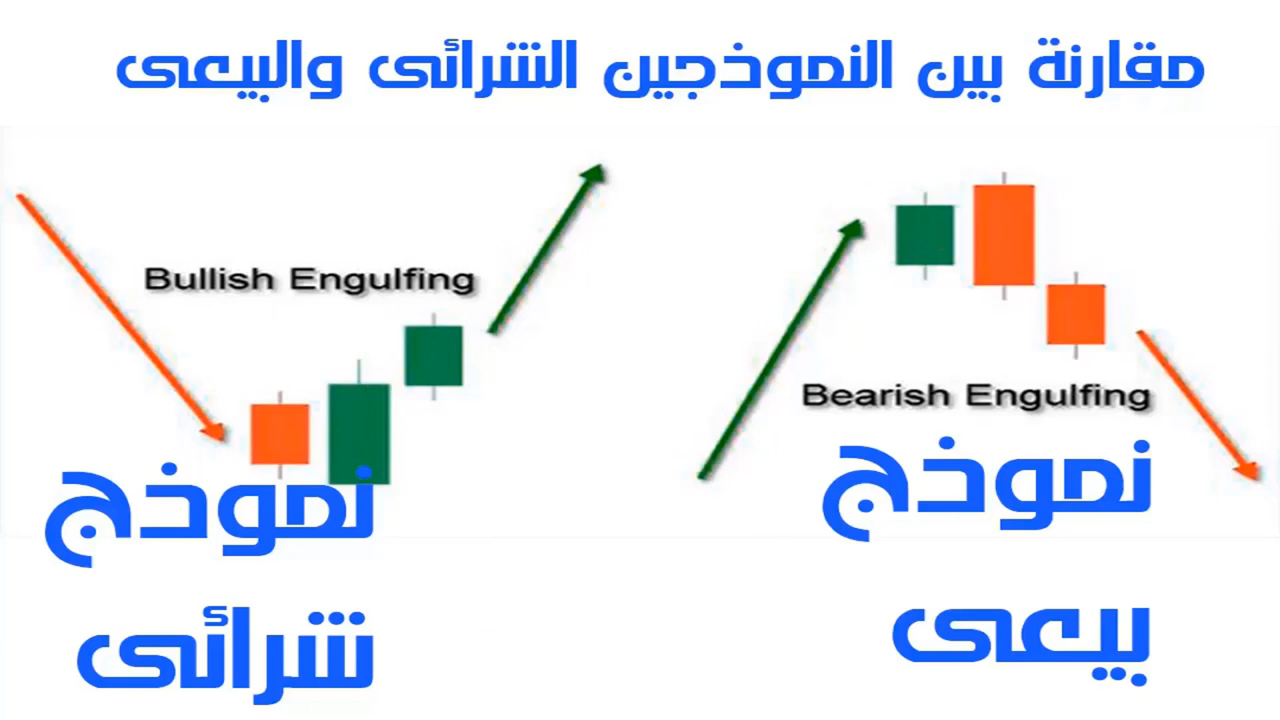 مقارنة بين النموذجين الشرائى والبيعى
Bullish Engulfing
Bearish Engulfing
نموذج
بيعى
نموذج
شرائى